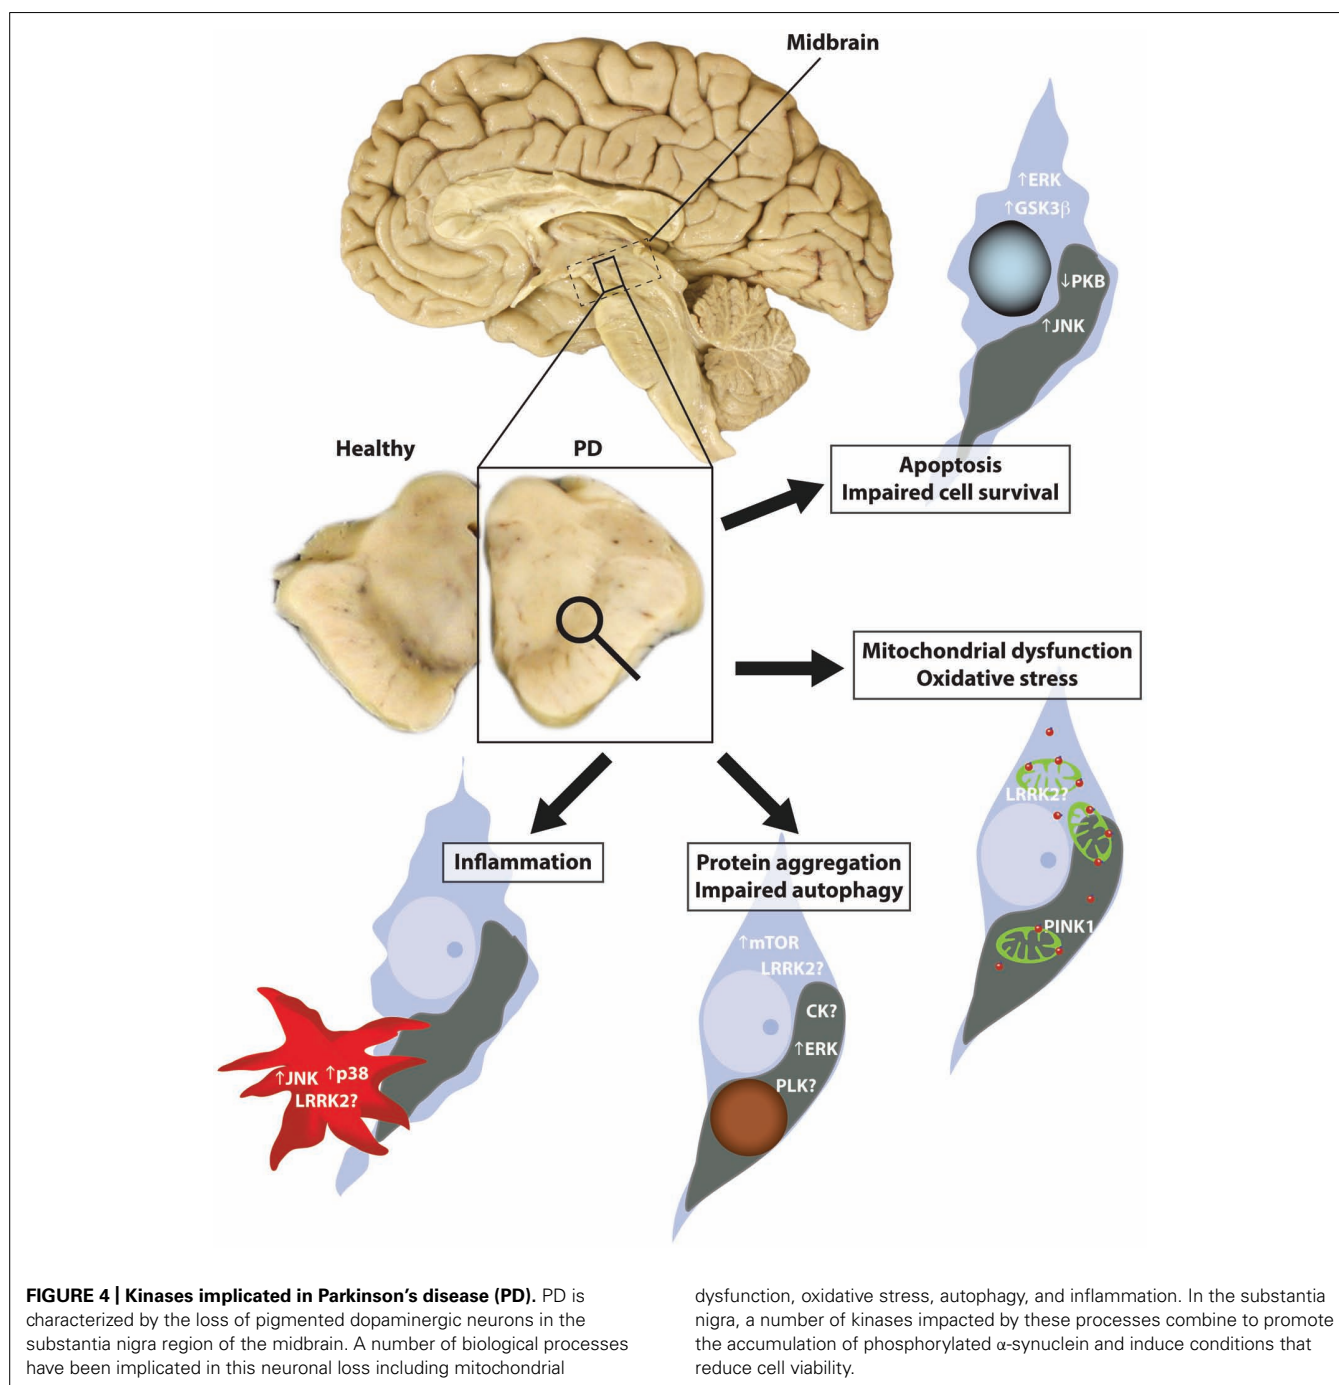 Midbrain
↑ERK
↑GSK3β
↓PKB
↑JNK
Healthy
PD
Apoptosis
Impaired cell survival
Mitochondrial dysfunction
Oxidative stress
LRRK2?
PINK1
Inflammation
↑JNK ↑p38
LRRK2?
Protein aggregation
Impaired autophagy
↑mTOR
LRRK2?
CK?
↑ERK
PLK?
FIGURE 4 | Kinases implicated in Parkinson's disease (PD). PD is
characterized by the loss of pigmented dopaminergic neurons in the
substantia nigra region of the midbrain. A number of biological processes
have been implicated in this neuronal loss including mitochondrial
dysfunction, oxidative stress, autophagy, and inflammation. In the substantia
nigra, a number of kinases impacted by these processes combine to promote
the accumulation of phosphorylated α-synuclein and induce conditions that
reduce cell viability.